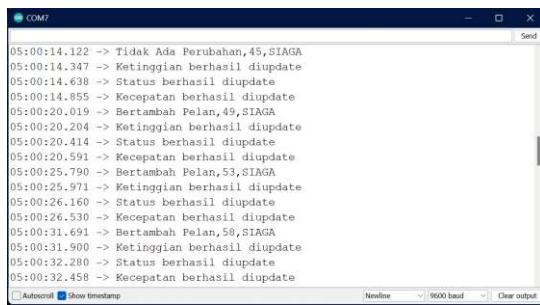 COM7
Send
05:00:14.122 -> Tidak Ada Perubahan,45,SIAGA
05:00:14.347 -> Ketinggian berhasil diupdate
05:00:14.638 -> Status berhasil diupdate
05:00:14.855 -> Kecepatan berhasil diupdate
05:00:20.019 -> Bertambah Pelan,49,SIAGA
05:00:20.204 -> Ketinggian berhasil diupdate
05:00:20.414 -> Status berhasil diupdate
05:00:20.591 -> Kecepatan berhasil diupdate
05:00:25.790 -> Bertambah Pelan,53,SIAGA
05:00:25.971 -> Ketinggian berhasil diupdate
05:00:26.160 -> Status berhasil diupdate
05:00:26.530 -> Kecepatan berhasil diupdate
05:00:31.691 -> Bertambah Pelan,58,SIAGA
05:00:31.900 -> Ketinggian berhasil diupdate
05:00:32.280 -> Status berhasil diupdate
05:00:32.458 -> Kecepatan berhasil diupdate
Autoscroll Show timestamp Newline 9600 baud Clear output